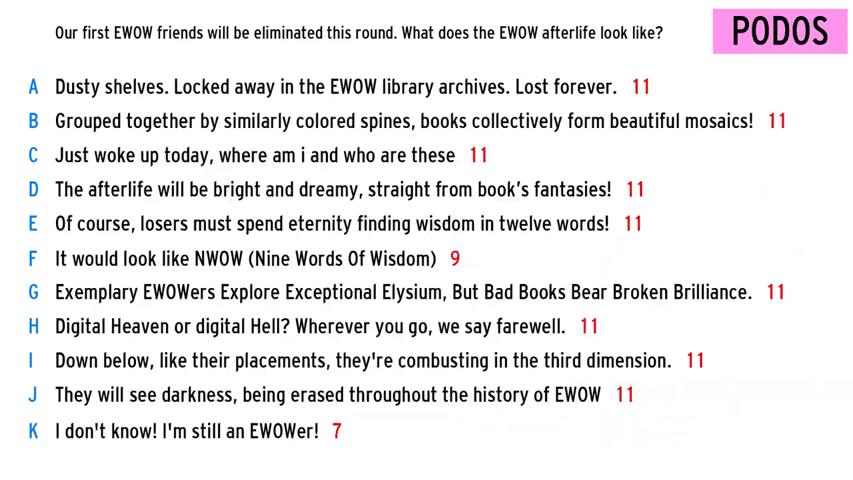 Our first EWOW friends will be eliminated this round. What does the EWOW afterlife look like?
PODOS
A Dusty shelves. Locked away in the EWOW library archives. Lost forever. 11
B Grouped together by similarly colored spines, books collectively form beautiful mosaics! 11
C Just woke up today, where am i and who are these 11
D The afterlife will be bright and dreamy, straight from book's fantasies! 11
E Of course, losers must spend eternity finding wisdom in twelve words! 11
F It would look like NWOW (Nine Words Of Wisdom) 9
G Exemplary EWOWers Explore Exceptional Elysium, But Bad Books Bear Broken Brilliance. 11
H Digital Heaven or digital Hell? Wherever you go, we say farewell. 11
I Down below, like their placements, they're combusting in the third dimension. 11
J They will see darkness, being erased throughout the history of EWOW 11
K I don't know! I'm still an EWOWer! 7